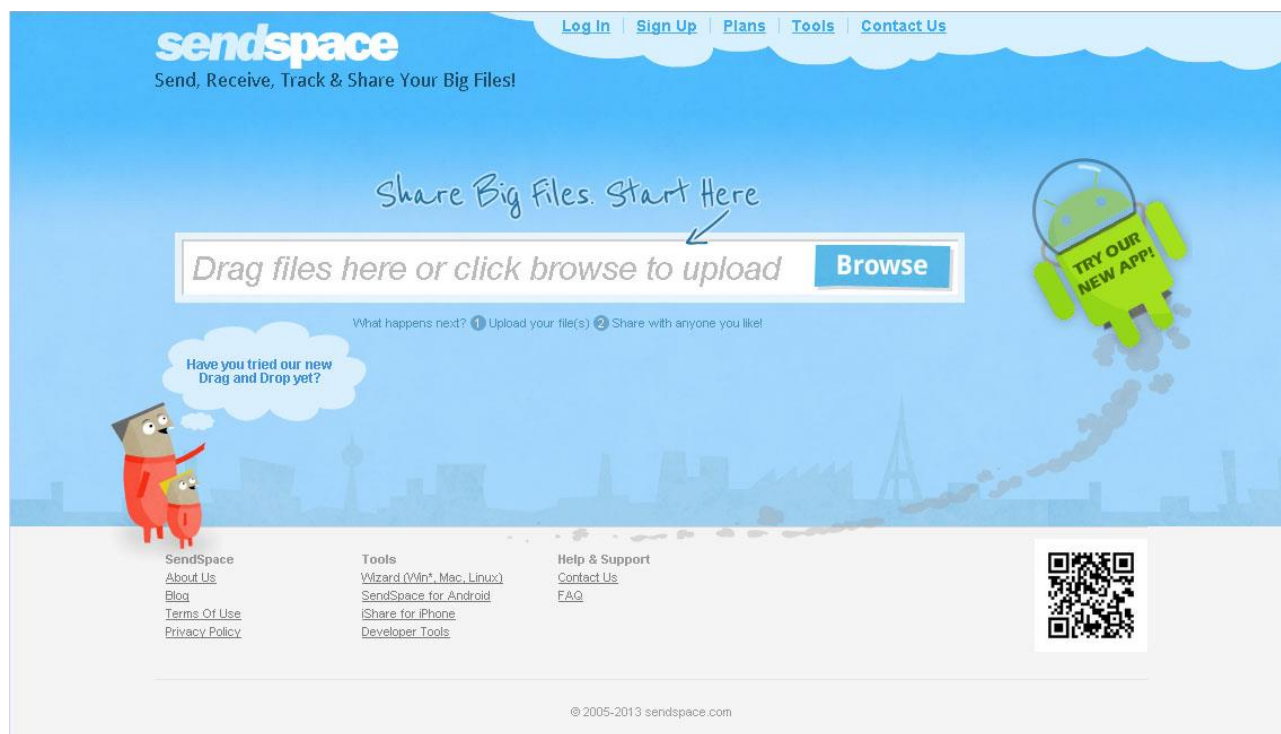 sendspace
Log In | Sign Up | Plans | Tools | Contact Us
Send, Receive, Track & Share Your Big Files!
Share Big Files. Start Here
Drag files here or click browse to upload
Browse
TRY OUR
NEW APP!
What happens next? 1 Upload your file(s) 2 Share with anyone you like!
Have you tried our new
Drag and Drop yet?
SendSpace
About Us
Blog
Terms Of Use
Privacy Policy
Tools
Wizard (Win*, Mac, Linux)
SendSpace for Android
iShare for iPhone
Developer Tools
Help & Support
Contact Us
FAQ
© 2005-2013 sendspace.com